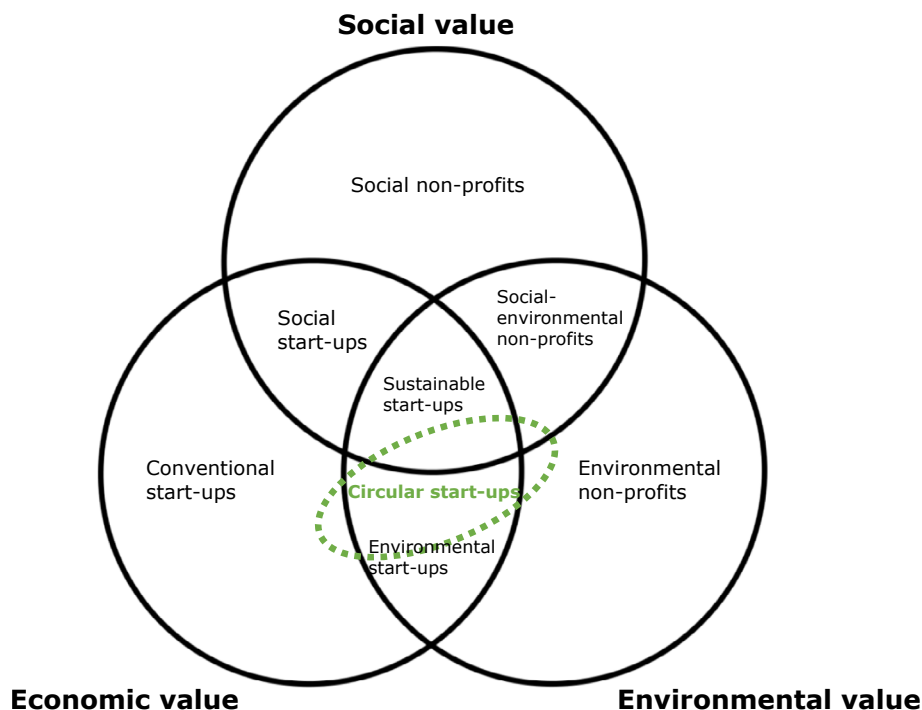 Social value
Social non-profits
Social
start-ups
Social-
environmental
non-profits
Sustainable
start-ups
Conventional
start-ups
Circular start-ups
Environmental
non-profits
Environmental
start-ups
Economic value
Environmental value